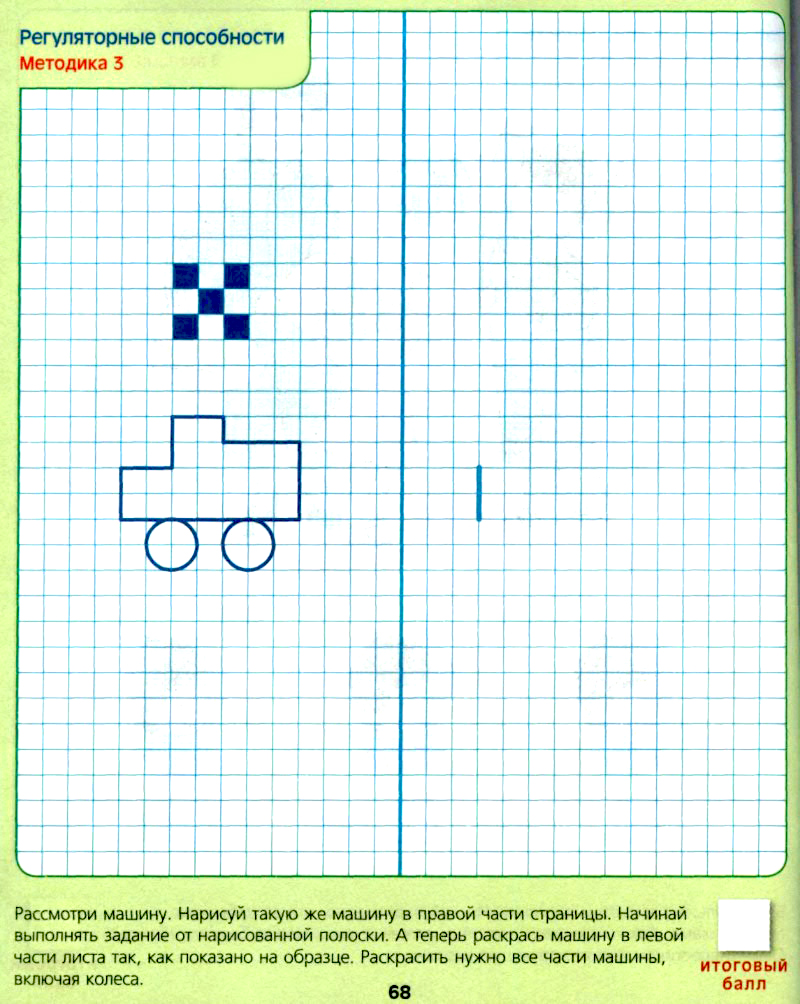 Регуляторные способности
Методика 3
Рассмотри машину. Нарисуй такую же машину в правой части страницы. Начинай
выполнять задание от нарисованной полоски. А теперь раскрась машину в левой
части листа так, как показано на образце. Раскрасить нужно все части машины,
включая колеса.
итоговый
балл
68